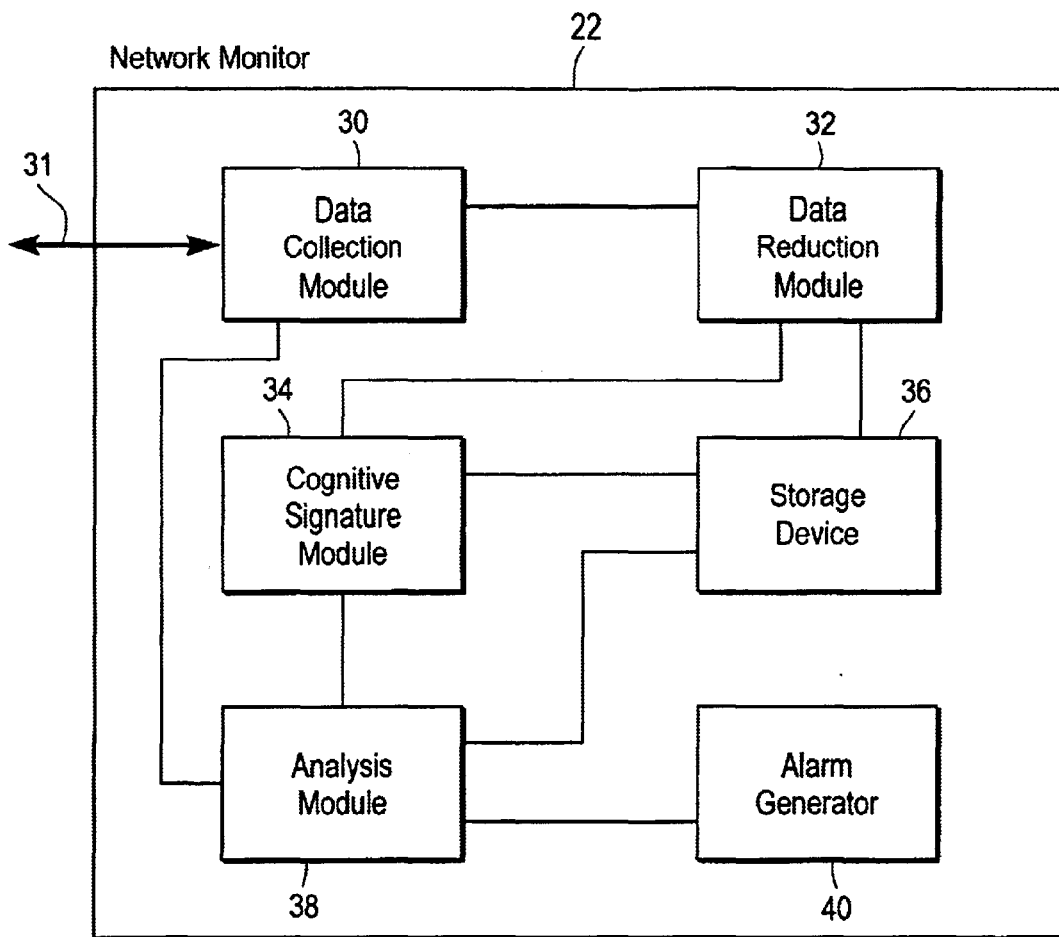 Network Monitor
22
30
32
31
Data
Collection
Module
Data
Reduction
Module
34
36
Cognitive
Signature
Module
Storage
Device
Analysis
Module
Alarm
Generator
38
40